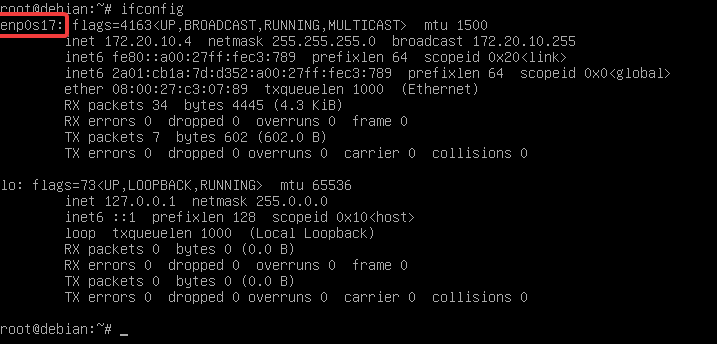 root@debian:~# ifconfig
enp0s17: flags=4163<UP,BROADCAST,RUNNING,MULTICAST>  mtu 1500
        inet 172.20.10.4  netmask 255.255.255.0  broadcast 172.20.10.255
        inet6 fe80::a00:27ff:fec3:789  prefixlen 64  scopeid 0x20<link>
        inet6 2a01:cb1a:7d:d352:a00:27ff:fec3:789  prefixlen 64  scopeid 0x0<global>
        ether 08:00:27:c3:07:89  txqueuelen 1000  (Ethernet)
        RX packets 34  bytes 4445 (4.3 KiB)
        RX errors 0  dropped 0  overruns 0  frame 0
        TX packets 7  bytes 602 (602.0 B)
        TX errors 0  dropped 0 overruns 0  carrier 0  collisions 0
lo: flags=73<UP,LOOPBACK,RUNNING>  mtu 65536
        inet 127.0.0.1  netmask 255.0.0.0
        inet6 ::1  prefixlen 128  scopeid 0x10<host>
        loop  txqueuelen 1000  (Local Loopback)
        RX packets 0  bytes 0 (0.0 B)
        RX errors 0  dropped 0  overruns 0  frame 0
        TX packets 0  bytes 0 (0.0 B)
        TX errors 0  dropped 0 overruns 0  carrier 0  collisions 0
root@debian:~# _